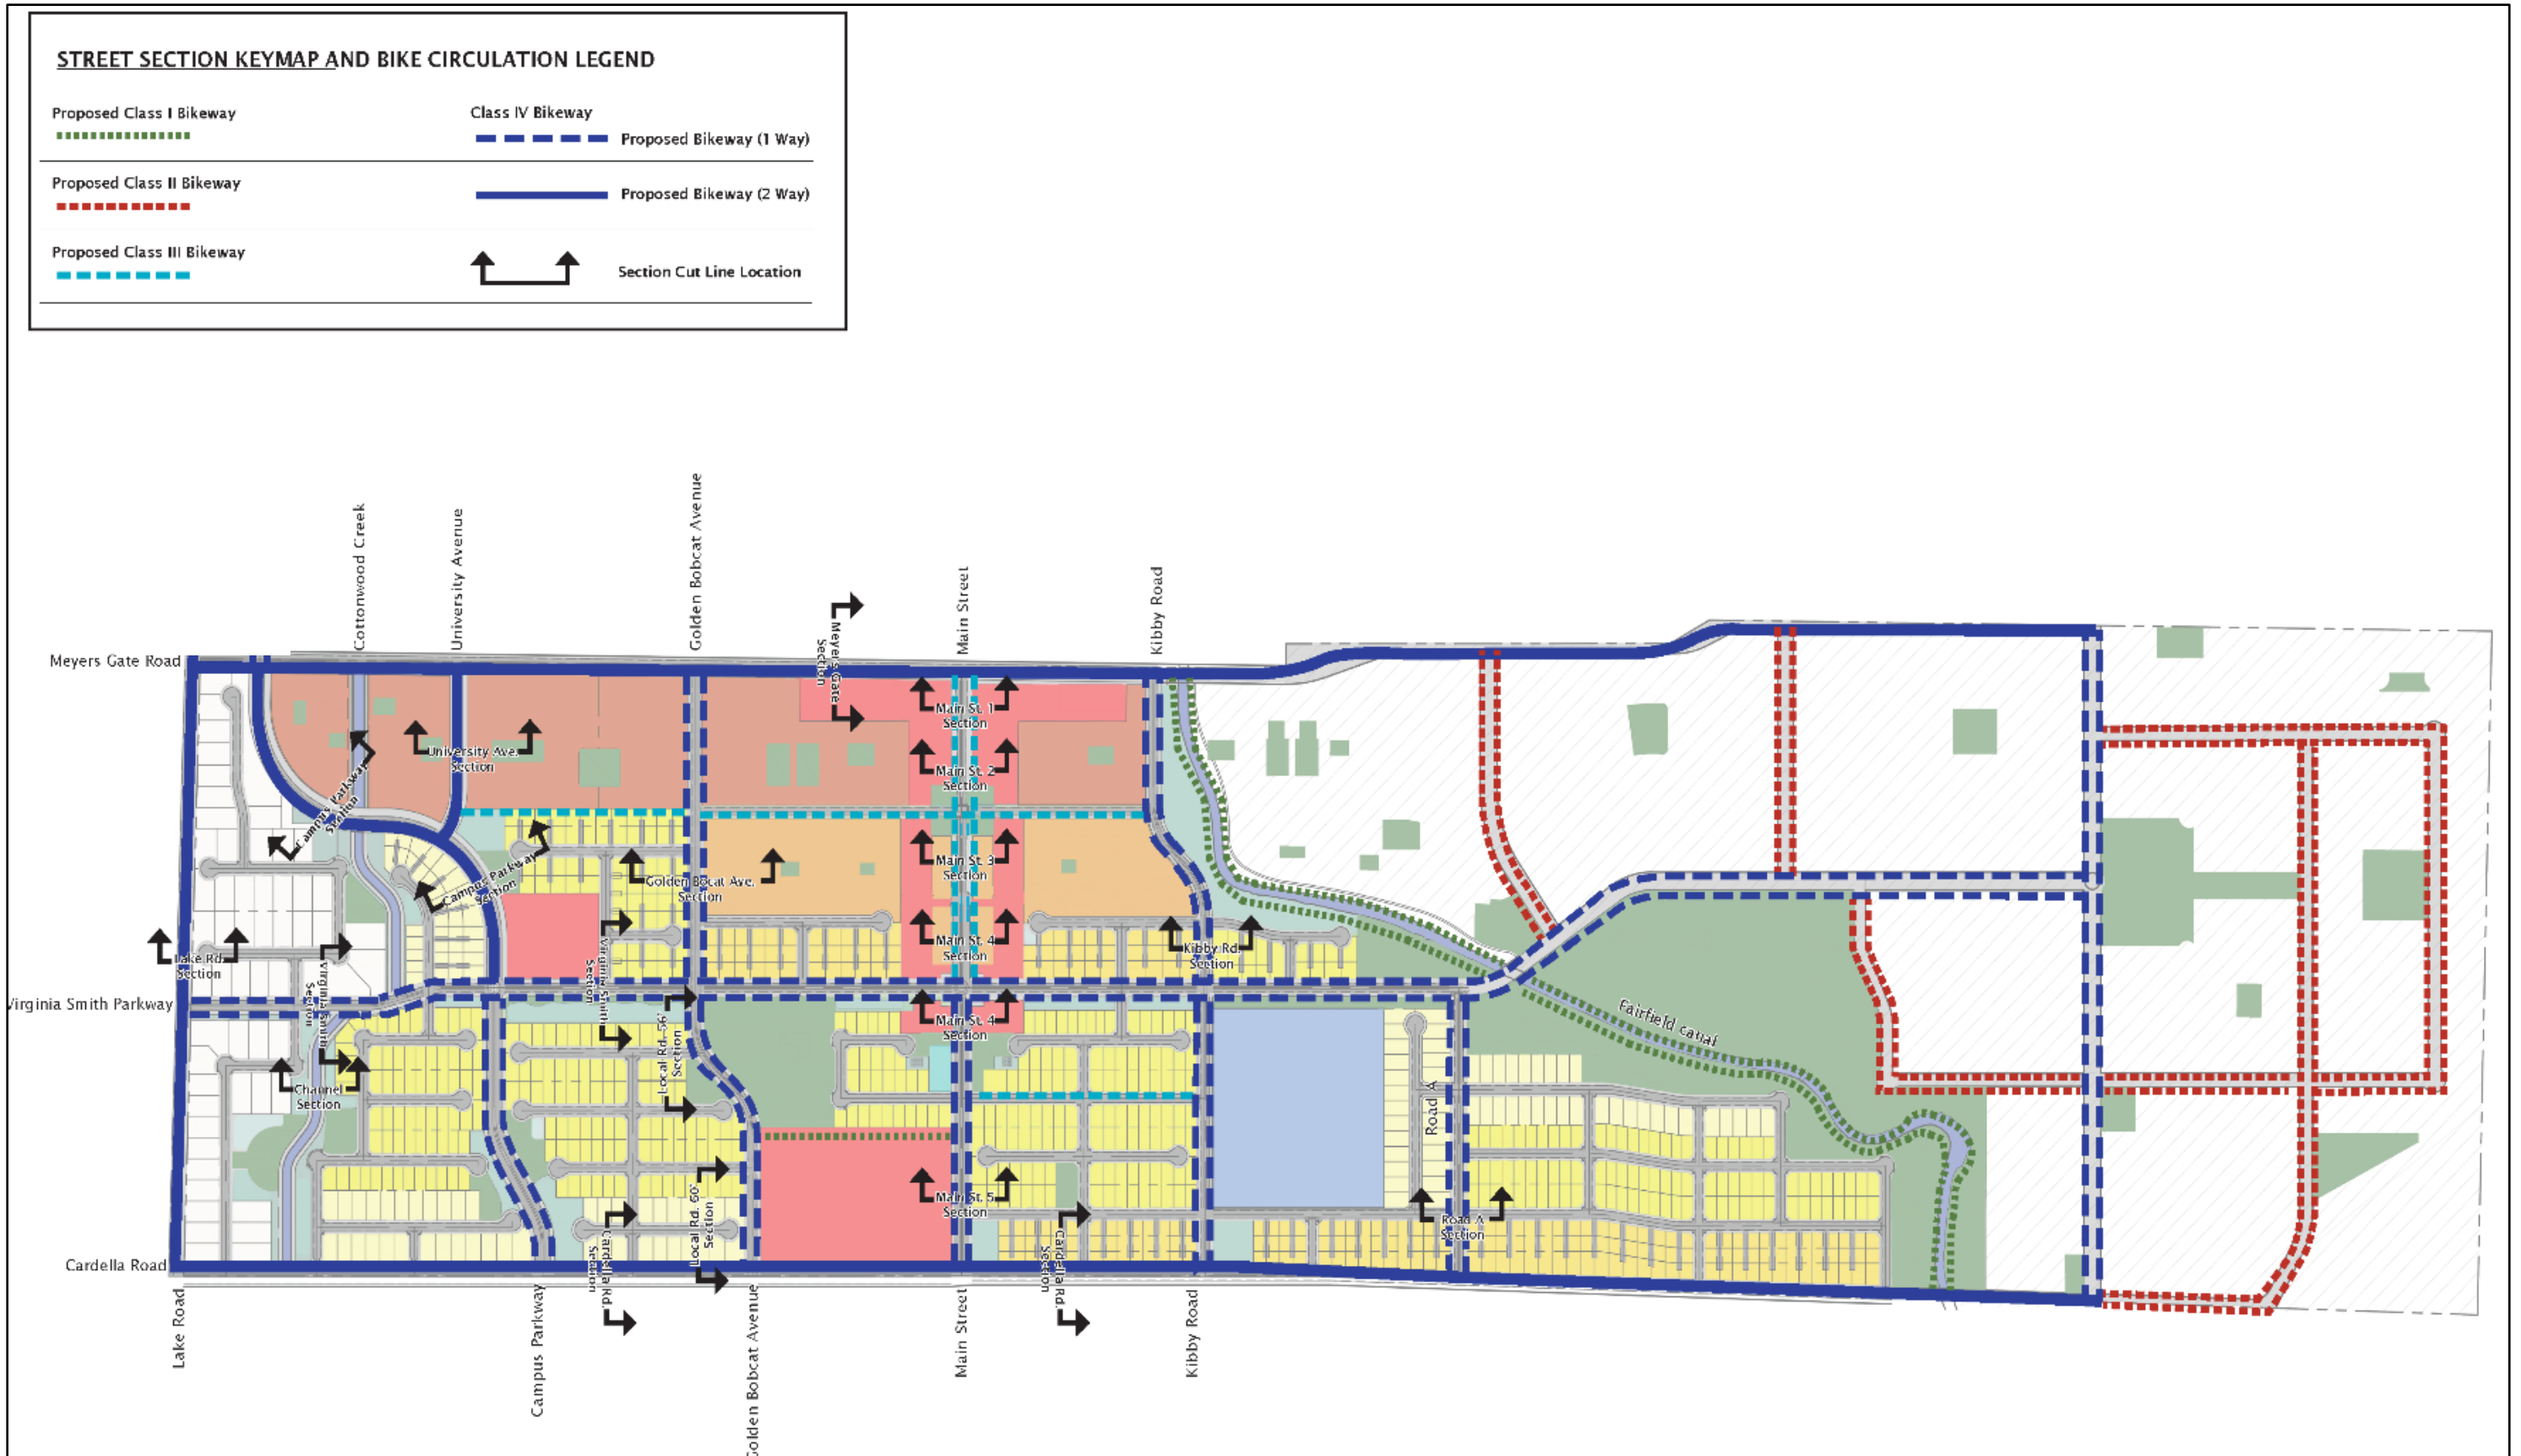 STREET SECTION KEYMAP AND BIKE CIRCULATION LEGEND
Proposed Class I Bikeway
Class IV Bikeway
Proposed Bikeway (1 Way)
Proposed Class II Bikeway
Proposed Bikeway (2 Way)
Proposed Class III Bikeway
Section Cut Line Location
Cottonwood Creek
University Avenue
Golden Bobcat Avenue
Main Street
Kibby Road
Meyers Gate Road
Meyers Gate
Section
Main St. 1
Section
University Ave.
Section
Main St. 2
Section
Campus Parkway
Section
Campus Parkway
Section
Golden Bocat Ave.
Section
Main St. 3
Section
Main St. 4
Section
Kibby Rd.
Section
Lake Rd.
Section
Virginia Smith
Section
Virginia Smith
Section
Virginia Smith Parkway
Main St. 4
Section
Fairfield canal
Local Rd. 56'
Section
Channel
Section
Road A
Main St. 5
Section
Local Rd. 60'
Section
Road A
Section
Cardella Rd.
Section
Cardella Rd.
Section
Cardella Road
Lake Road
Campus Parkway
Golden Bobcat Avenue
Main Street
Kibby Road